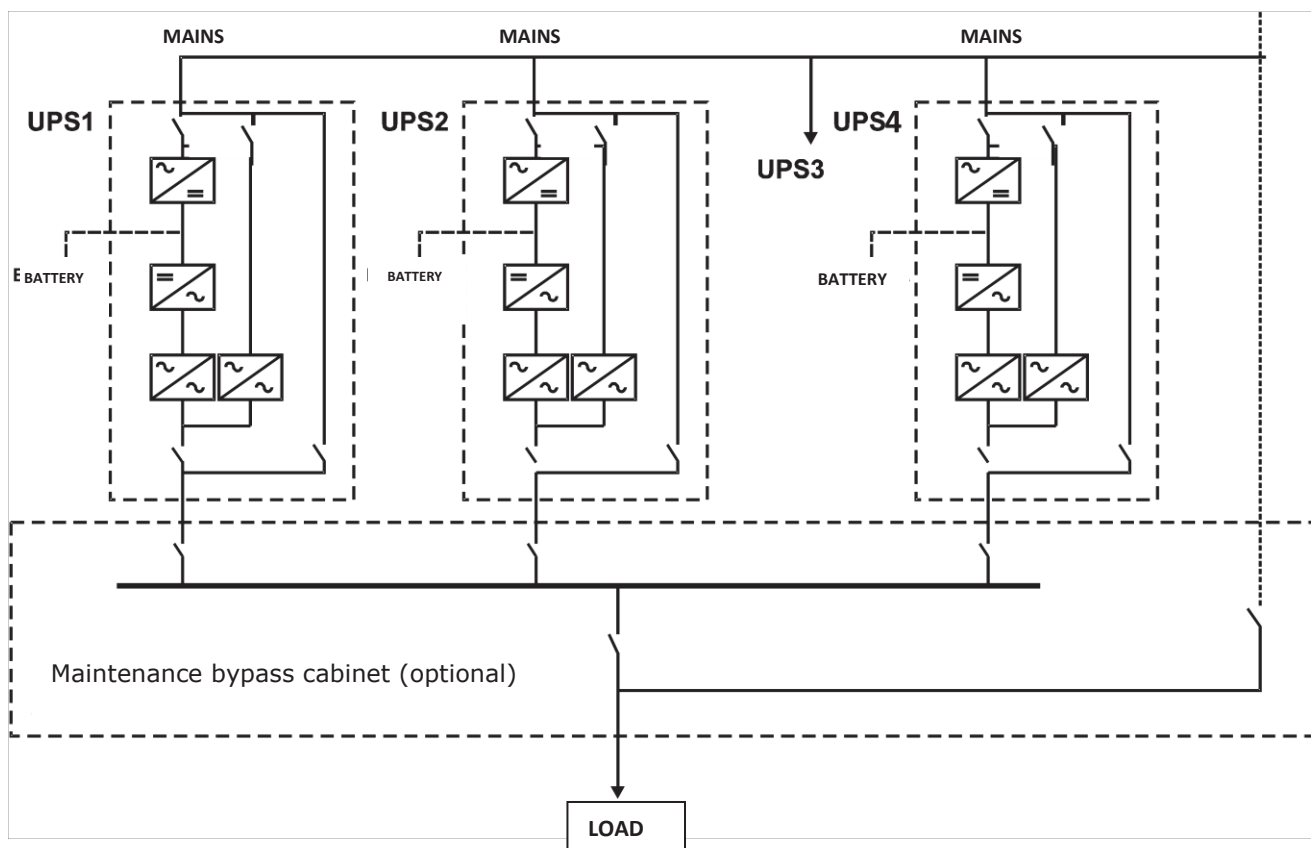 MAINS MAINS MAINS
UPS1 UPS2 UPS4
UPS3
BATTERY BATTERY BATTERY
Maintenance bypass cabinet (optional)
LOAD